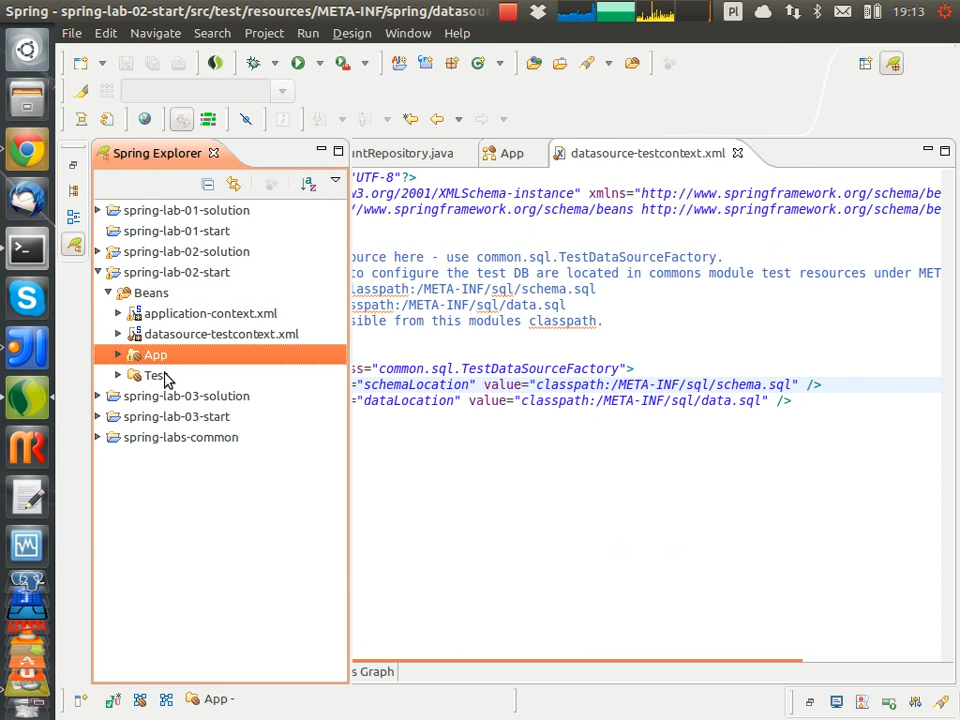 Spring - spring-lab-02-start/src/test/resources/META-INF/spring/datasou
Pl
19:13
File Edit Navigate Search Project Run Design Window Help
Spring Explorer
untRepository.java
App
datasource-testcontext.xml
spring-lab-01-solution
spring-lab-01-start
spring-lab-02-solution
spring-lab-02-start
Beans
application-context.xml
datasource-testcontext.xml
App
Tes
spring-lab-03-solution
spring-lab-03-start
spring-labs-common
"UTF-8"?>
w3.org/2001/XMLSchema-instance" xmlns="http://www.springframework.org/schema/be
//www.springframework.org/schema/beans http://www.springframework.org/schema/be
ource here - use common.sql.TestDataSourceFactory.
to configure the test DB are located in commons module test resources under MET
lasspath:/META-INF/sql/schema.sql
sspath:/META-INF/sql/data.sql
sible from this modules classpath.
ss="common.sql.TestDataSourceFactory">
="schemaLocation" value="classpath:/META-INF/sql/schema.sql" />
="dataLocation" value="classpath:/META-INF/sql/data.sql" />
s Graph
App -